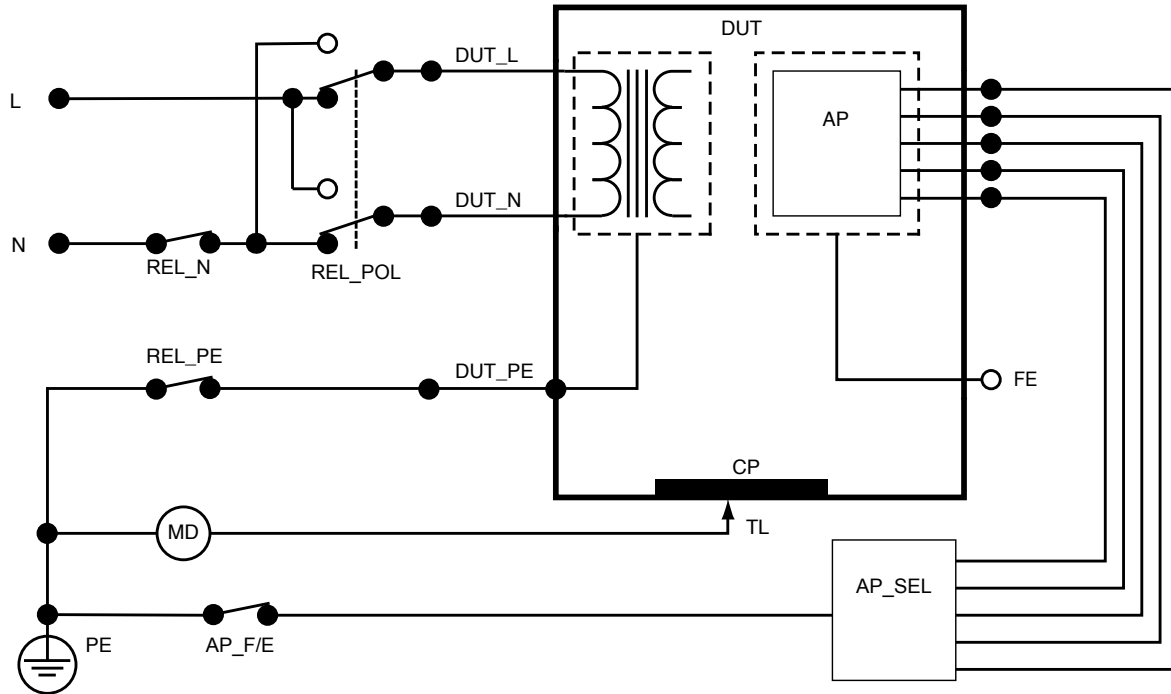 DUT
DUT_L
L
AP
DUT_N
N
REL_N
REL_POL
REL_PE
DUT_PE
FE
CP
MD
TL
AP_SEL
PE
AP_F/E